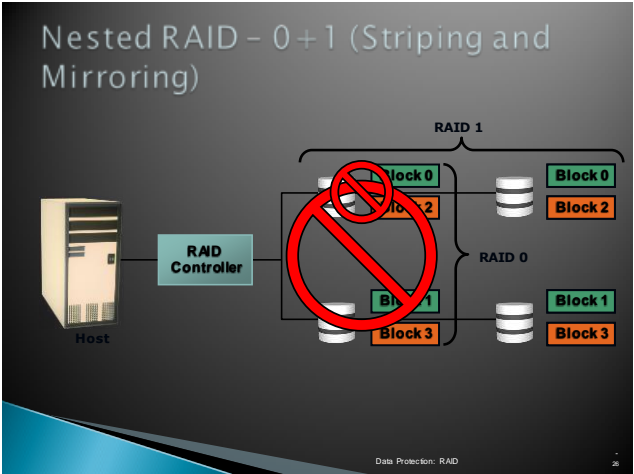 Nested RAID – 0+1 (Striping and
Mirroring)
RAID 1
Block 0
Block 2
Block 0
Block 2
RAID 0
RAID
Controller
Block 1
Block 3
Block 1
Block 3
Host
Data Protection: RAID
-
26